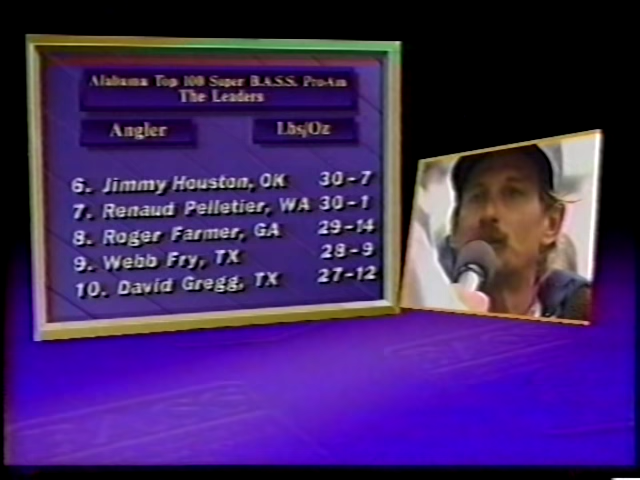 Alabama Top 100 Super B.A.S.S. Pro-Am
The Leaders
Angler Lbs/Oz
6. Jimmy Houston, OK 30-7
7. Renaud Pelletier, WA 30-1
8. Roger Farmer, GA 29-14
9. Webb Fry, TX 28-9
10. David Gregg, TX 27-12